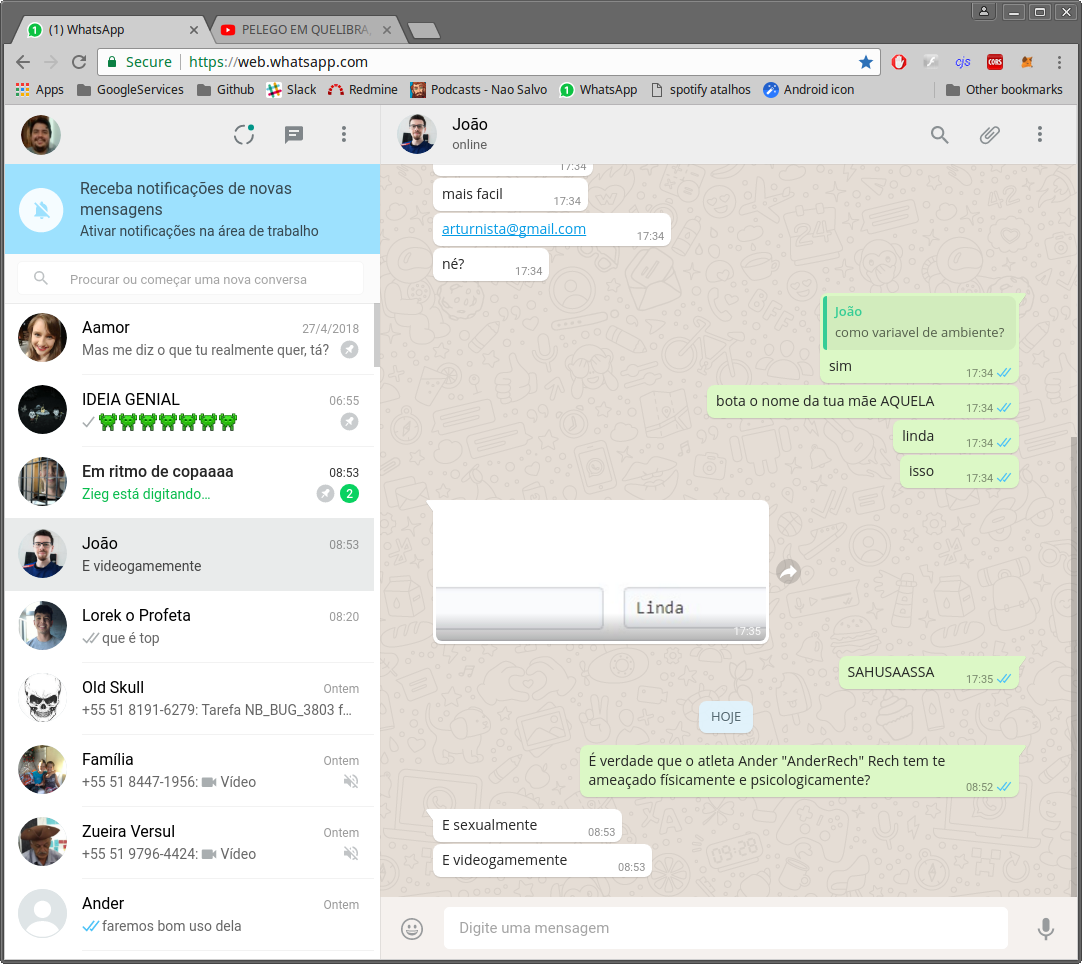 (1) WhatsApp
PELEGO EM QUELIBRA
Secure
https://web.whatsapp.com
cjs
CORS
Apps
GoogleServices
Github
Slack
Redmine
Podcasts - Nao Salvo
WhatsApp
spotify atalhos
Android icon
Other bookmarks
Receba notificações de novas
mensagens
Ativar notificações na área de trabalho
Procurar ou começar uma nova conversa
Aamor
27/4/2018
Mas me diz o que tu realmente quer, tá?
IDEIA GENIAL
06:55
Em ritmo de copaaaa
08:53
Zieg está digitando...
2
João
08:53
E videogamemente
Lorek o Profeta
08:20
que é top
Old Skull
Ontem
+55 51 8191-6279: Tarefa NB_BUG_3803 f...
Família
Ontem
+55 51 8447-1956: Vídeo
Zueira Versul
Ontem
+55 51 9796-4424: Vídeo
Ander
Ontem
faremos bom uso dela
João
online
17:34
mais facil
17:34
arturnista@gmail.com
17:34
né?
17:34
João
como variavel de ambiente?
sim
17:34
bota o nome da tua mãe AQUELA
17:34
linda
17:34
isso
17:34
Linda
17:35
SAHUSAASSA
17:35
HOJE
É verdade que o atleta Ander "AnderRech" Rech tem te
ameaçado físicamente e psicologicamente?
08:52
E sexualmente
08:53
E videogamemente
08:53
Digite uma mensagem